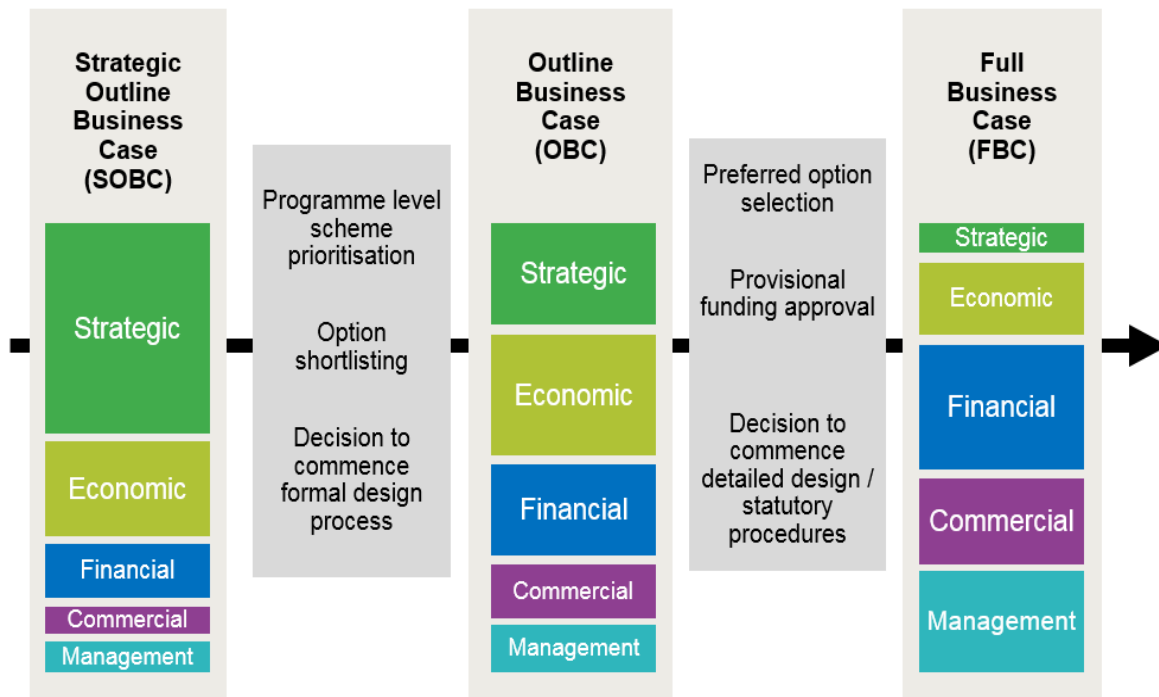 Strategic
Outline
Business
Case
(SOBC)
Strategic
Economic
Financial
Commercial
Management
Programme level
scheme
prioritisation
Option
shortlisting
Decision to
commence
formal design
process
Outline
Business
Case
(OBC)
Strategic
Economic
Financial
Commercial
Management
Preferred option
selection
Provisional
funding approval
Decision to
commence
detailed design /
statutory
procedures
Full
Business
Case
(FBC)
Strategic
Economic
Financial
Commercial
Management